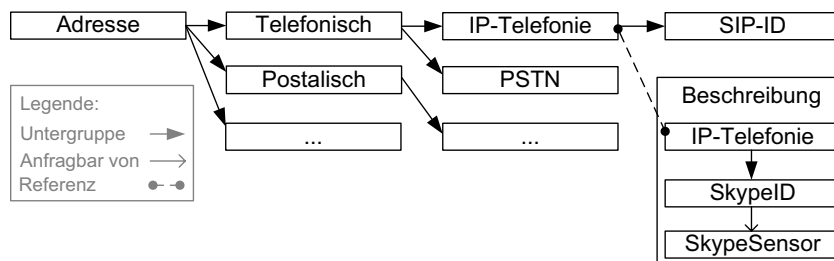 Adresse
Telefonisch
IP-Telefonie
SIP-ID
Postalisch
PSTN
...
...
Legende:
Untergruppe
Anfragbar von
Referenz
Beschreibung
IP-Telefonie
SkypeID
SkypeSensor